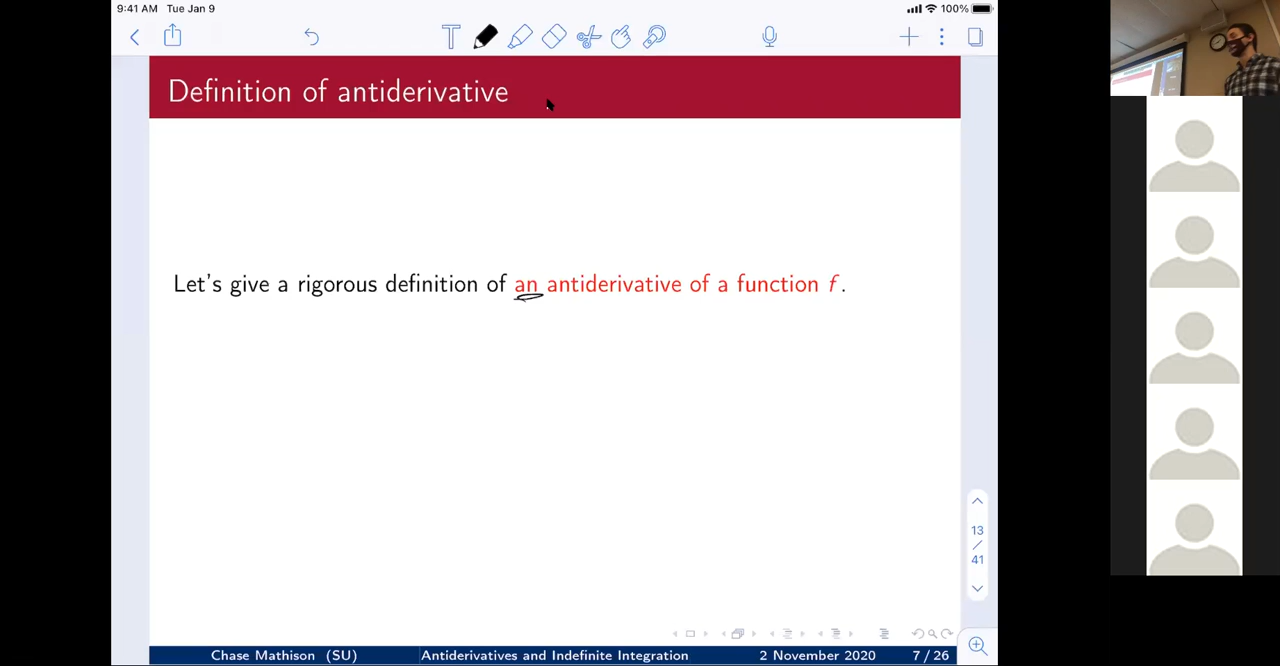 9:41 AM Tue Jan 9
100%
Definition of antiderivative
Let's give a rigorous definition of an antiderivative of a function f.
13
/
41
Chase Mathison (SU) Antiderivatives and Indefinite Integration 2 November 2020 7 / 26